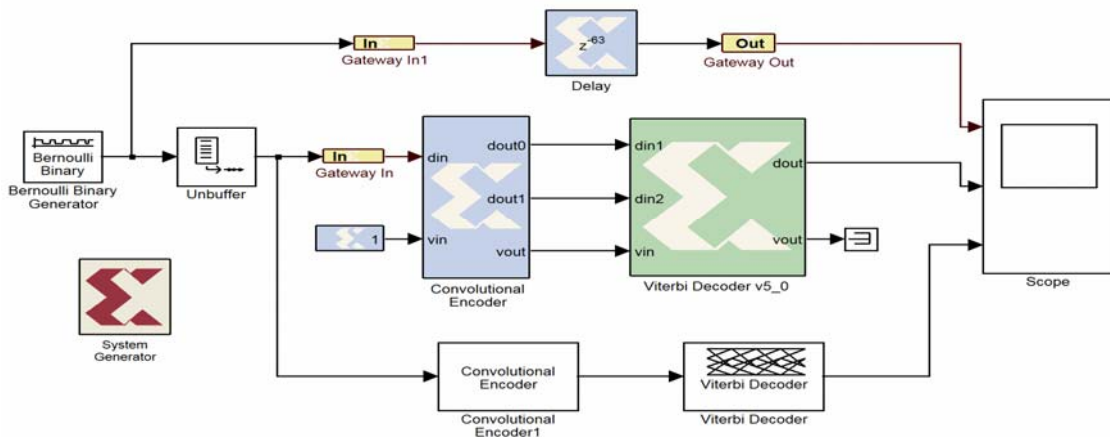 In
Gateway In1
z-63
Delay
Out
Gateway Out
Bernoulli
Binary
Bernoulli Binary
Generator
Unbuffer
In
Gateway In
1
din
vin
dout0
dout1
vout
Convolutional
Encoder
din1
din2
vin
dout
vout
Viterbi Decoder v5_0
Scope
System
Generator
Convolutional
Encoder
Convolutional
Encoder1
Viterbi Decoder
Viterbi Decoder